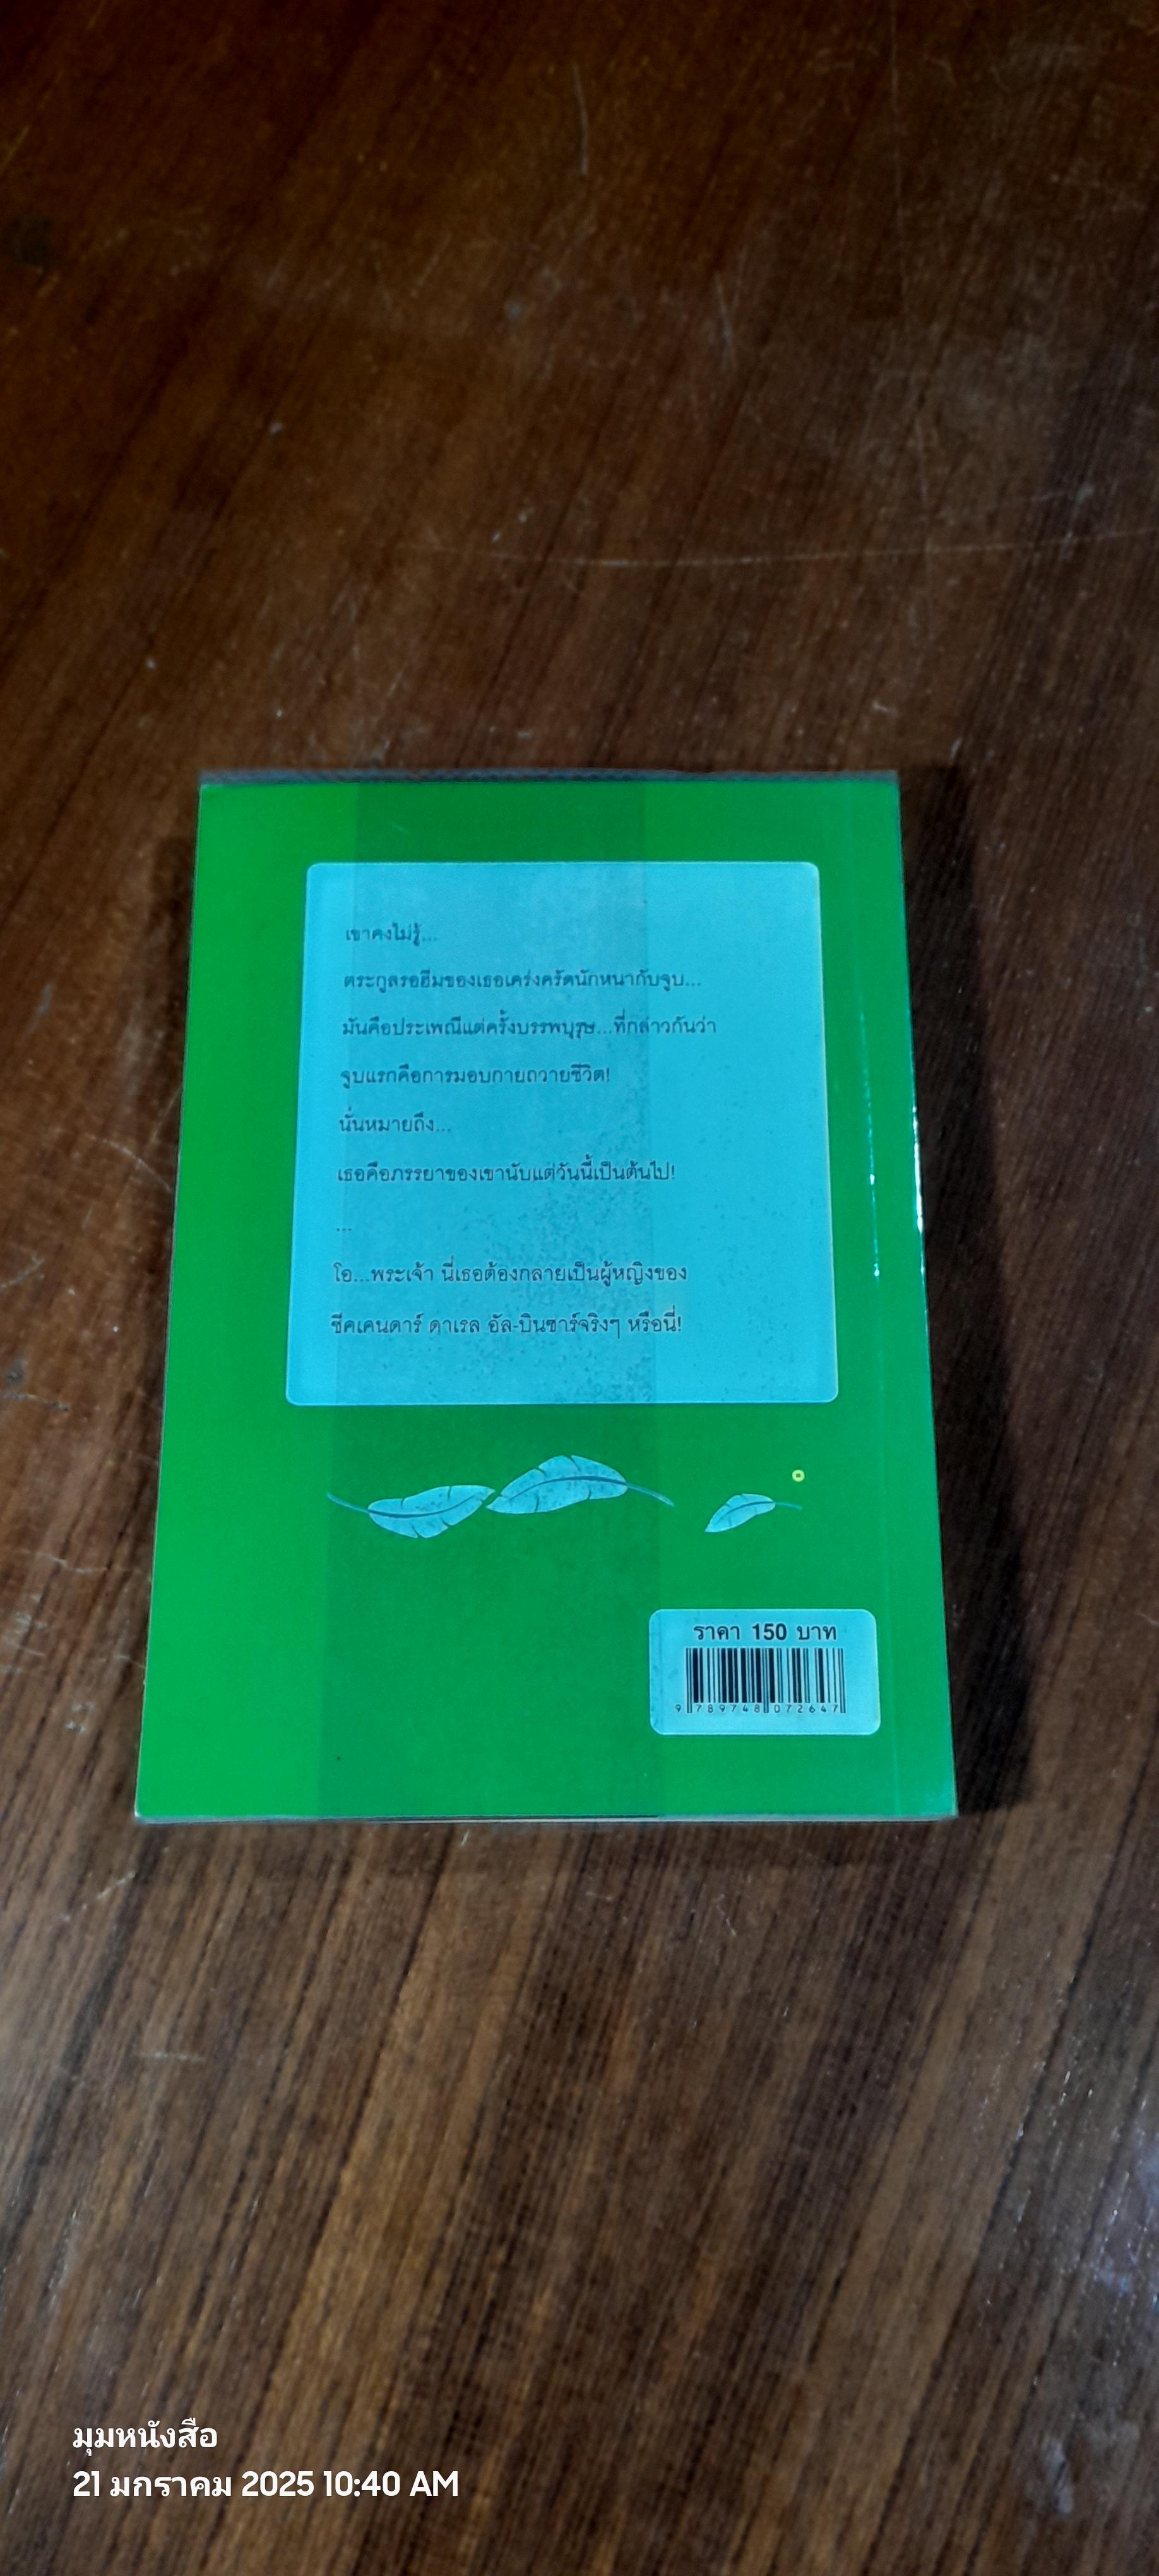 เขาคงไม่รู้...
ตระกูลรอฮีมของเธอเคร่งครัดนักหนากับจูบ...
มันคือประเพณีแต่ครั้งบรรพบุรุษ...ที่กล่าวกันว่า
จูบแรกคือการมอบกายถวายชีวิต!
นั่นหมายถึง...
เธอคือภรรยาของเขานับแต่วันนี้เป็นต้นไป!
...
โอ...พระเจ้า นี่เธอต้องกลายเป็นผู้หญิงของ
ชีคเคนดาร์ ดาเรล อัล-บินซาร์จริงๆ หรือนี่!
ราคา 150 บาท
9 789748 072647
มุมหนังสือ
21 มกราคม 2025 10:40 AM